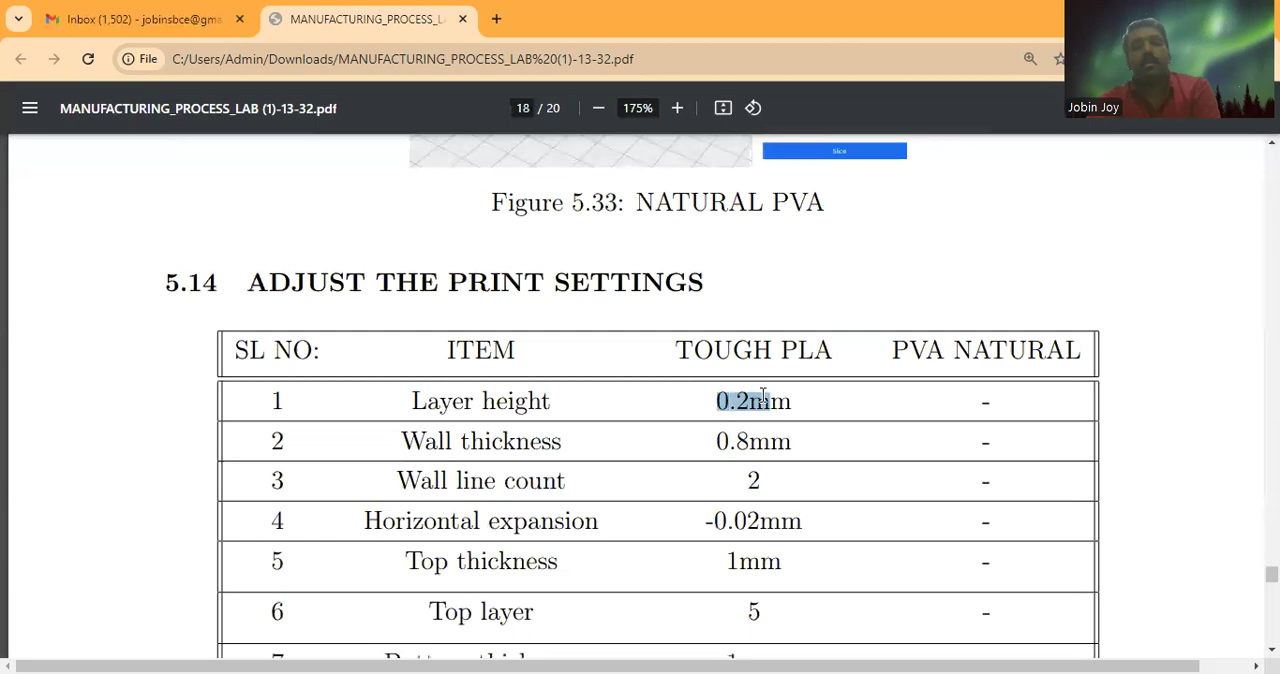 Inbox (1,502) - jobinsbce@gm
MANUFACTURING_PROCESS_L
File C:/Users/Admin/Downloads/MANUFACTURING_PROCESS_LAB%20(1)-13-32.pdf
MANUFACTURING_PROCESS_LAB (1)-13-32.pdf 18 / 20 175%
Jobin Joy
Slice
Figure 5.33: NATURAL PVA
5.14 ADJUST THE PRINT SETTINGS
SL NO: ITEM TOUGH PLA PVA NATURAL
1 Layer height 0.2mm -
2 Wall thickness 0.8mm -
3 Wall line count 2 -
4 Horizontal expansion -0.02mm -
5 Top thickness 1mm -
6 Top layer 5 -